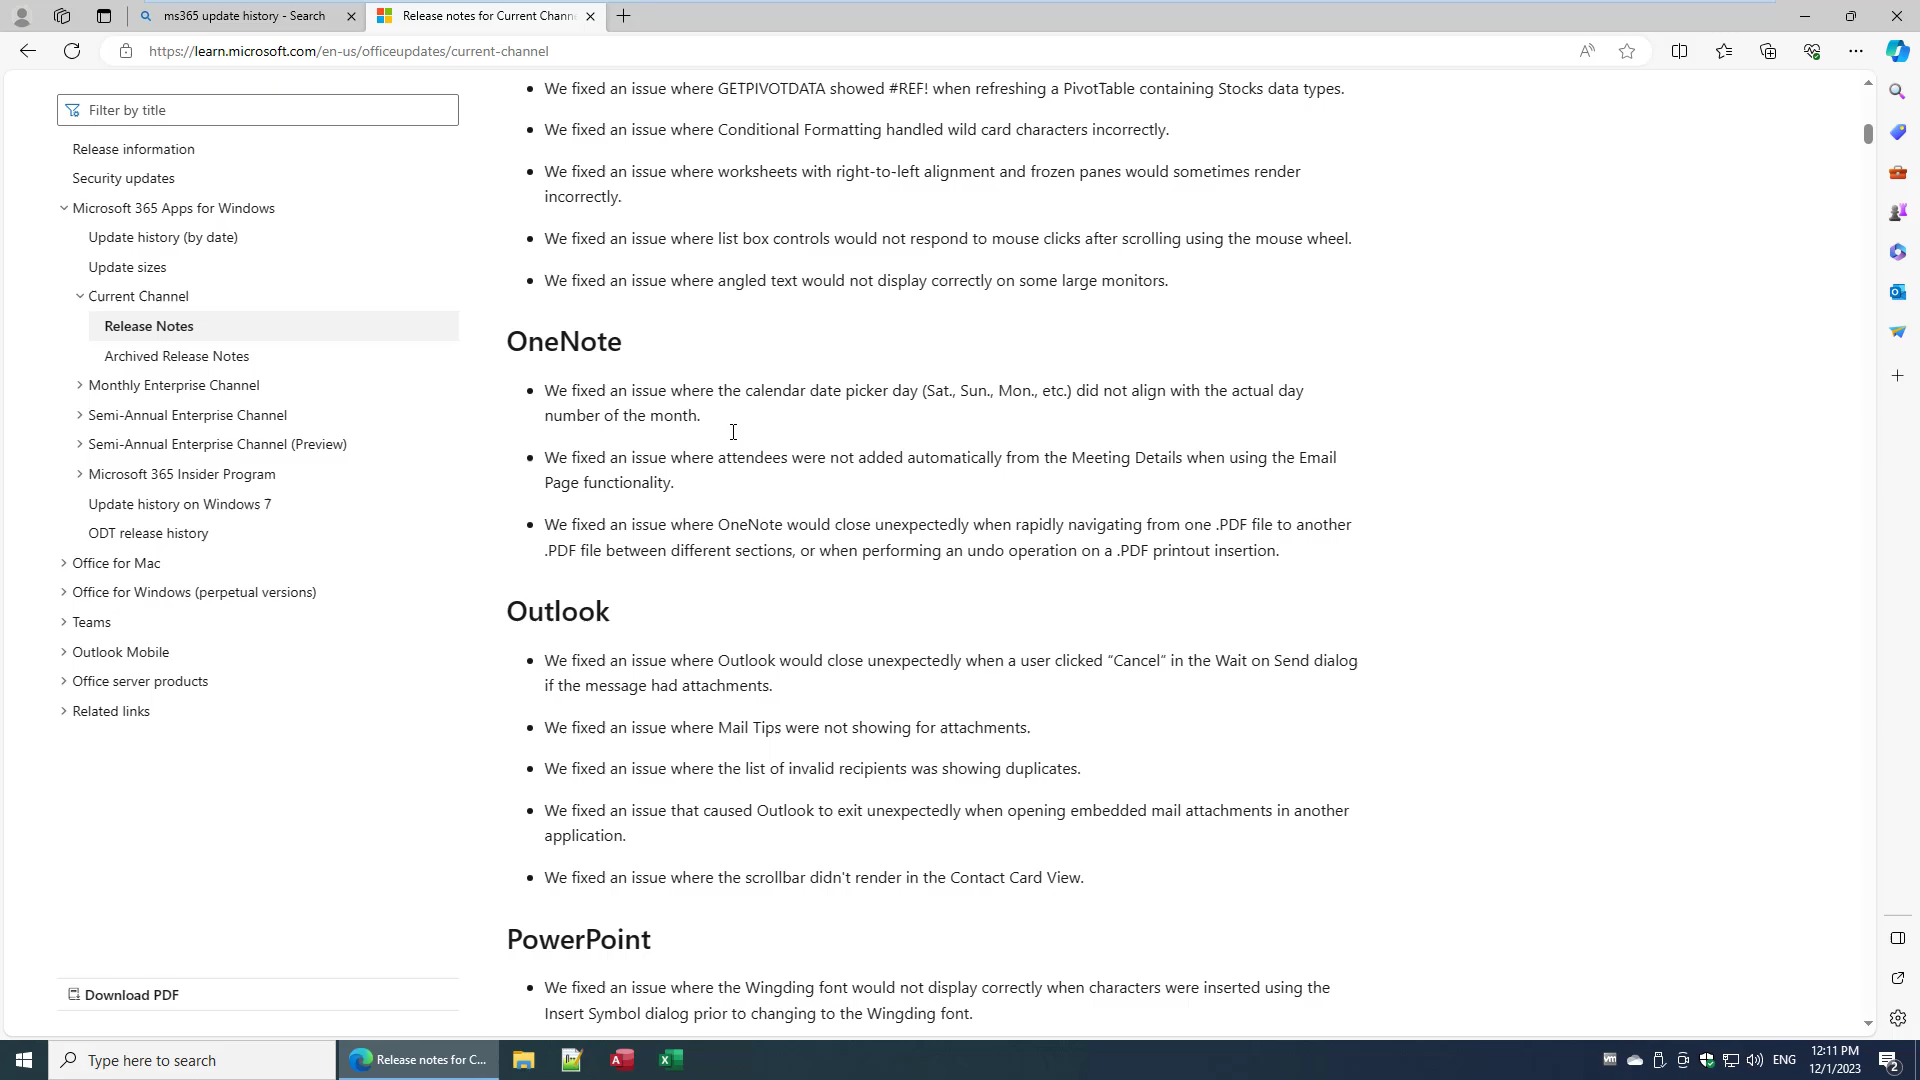 ms365 update history - Search
Release notes for Current Chann
https://learn.microsoft.com/en-us/officeupdates/current-channel
Filter by title
Release information
Security updates
Microsoft 365 Apps for Windows
Update history (by date)
Update sizes
Current Channel
Release Notes
Archived Release Notes
Monthly Enterprise Channel
Semi-Annual Enterprise Channel
Semi-Annual Enterprise Channel (Preview)
Microsoft 365 Insider Program
Update history on Windows 7
ODT release history
Office for Mac
Office for Windows (perpetual versions)
Teams
Outlook Mobile
Office server products
Related links
Download PDF
We fixed an issue where GETPIVOTDATA showed #REF! when refreshing a PivotTable containing Stocks data types.
We fixed an issue where Conditional Formatting handled wild card characters incorrectly.
We fixed an issue where worksheets with right-to-left alignment and frozen panes would sometimes render
incorrectly.
We fixed an issue where list box controls would not respond to mouse clicks after scrolling using the mouse wheel.
We fixed an issue where angled text would not display correctly on some large monitors.
OneNote
We fixed an issue where the calendar date picker day (Sat., Sun., Mon., etc.) did not align with the actual day
number of the month.
We fixed an issue where attendees were not added automatically from the Meeting Details when using the Email
Page functionality.
We fixed an issue where OneNote would close unexpectedly when rapidly navigating from one .PDF file to another
.PDF file between different sections, or when performing an undo operation on a .PDF printout insertion.
Outlook
We fixed an issue where Outlook would close unexpectedly when a user clicked “Cancel“ in the Wait on Send dialog
if the message had attachments.
We fixed an issue where Mail Tips were not showing for attachments.
We fixed an issue where the list of invalid recipients was showing duplicates.
We fixed an issue that caused Outlook to exit unexpectedly when opening embedded mail attachments in another
application.
We fixed an issue where the scrollbar didn't render in the Contact Card View.
PowerPoint
We fixed an issue where the Wingding font would not display correctly when characters were inserted using the
Insert Symbol dialog prior to changing to the Wingding font.
Type here to search
Release notes for C...
ENG
12:11 PM
12/1/2023
2